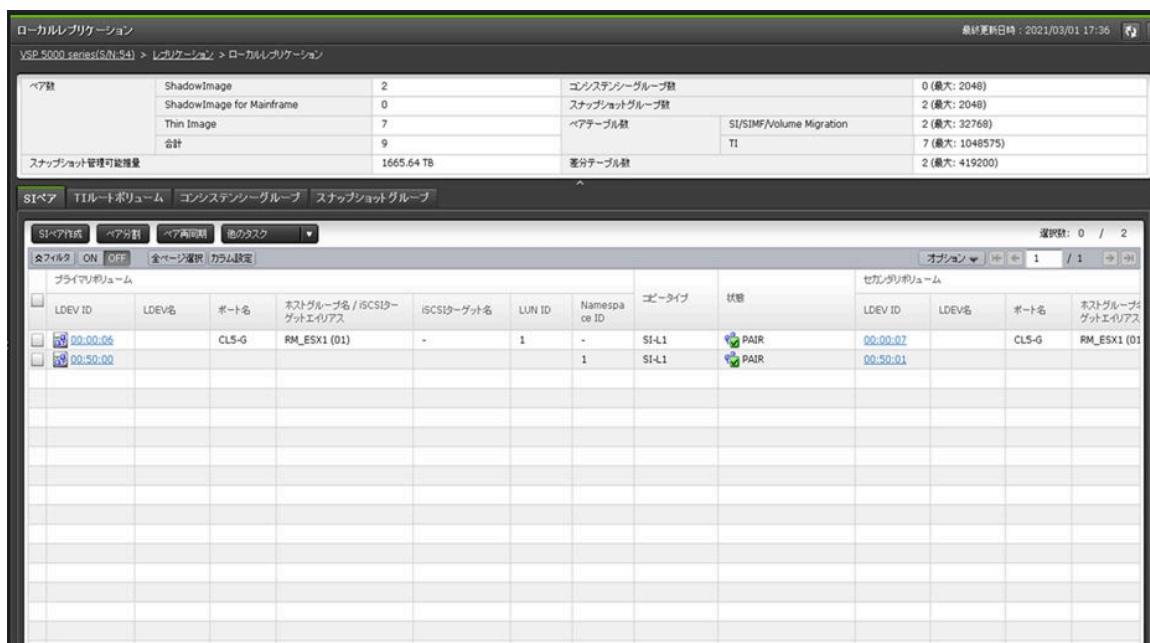 ローカルレプリケーション 最終更新日時 : 2021/03/01 17:36
VSP 5000 series(S/N:54) > レプリケーション > ローカルレプリケーション
ペア数 ShadowImage 2 コンシステンシーグループ数 0 (最大: 2048)
ShadowImage for Mainframe 0 スナップショットグループ数 2 (最大: 2048)
Thin Image 7 ペアテーブル数 SI/SIMF/Volume Migration 2 (最大: 32768)
合計 9 TI 7 (最大: 1048575)
スナップショット管理可能推量 1665.64 TB 差分テーブル数 2 (最大: 419200)
SIペア TIルートボリューム コンシステンシーグループ スナップショットグループ
SIペア作成 ペア分割 ペア再同期 他のタスク 選択数: 0 / 2
フィルタ ON OFF 全ページ選択 カラム設定 オプション 1 / 1
プライマリボリューム コピータイプ 状態 セカンダリボリューム
LDEV ID LDEV名 ポート名 ホストグループ名 / iSCSIターゲットエイリアス iSCSIターゲット名 LUN ID Namespace ID LDEV ID LDEV名 ポート名 ホストグループ ゲットエイリアス
00:00:06 CL5-G RM_ESX1 (01) - 1 - SI-L1 PAIR 00:00:07 CL5-G RM_ESX1 (01
00:50:00 1 SI-L1 PAIR 00:50:01